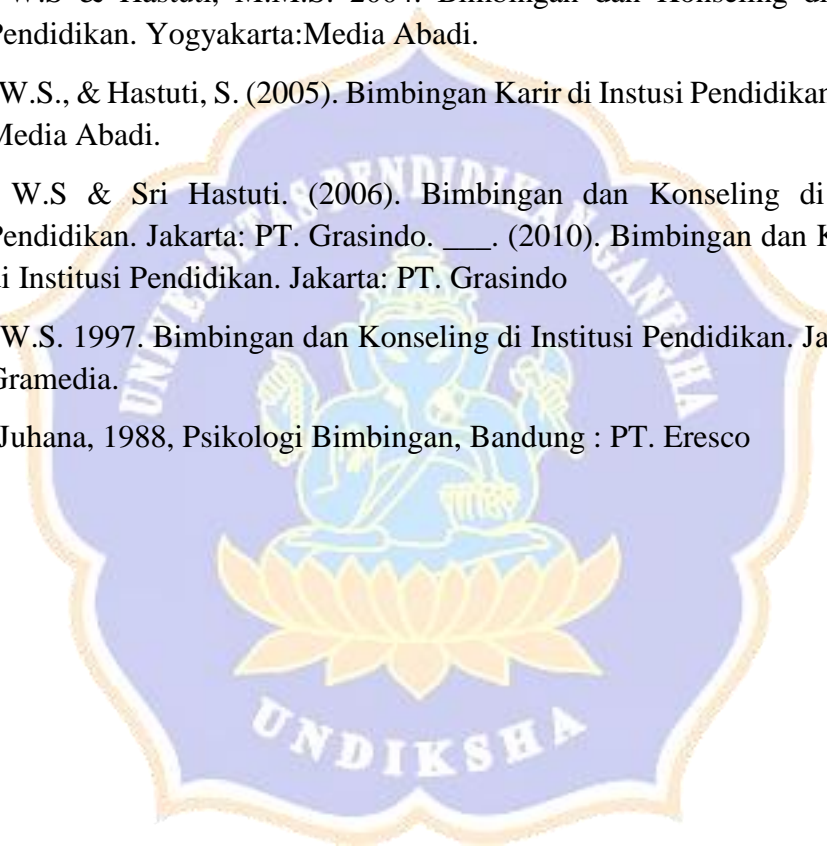 W.S & Hastuti, M.M.S. 2004. Bimbingan dan Konseling di
Pendidikan. Yogyakarta:Media Abadi.
W.S., & Hastuti, S. (2005). Bimbingan Karir di Instusi Pendidikan
Media Abadi.
W.S & Sri Hastuti. (2006). Bimbingan dan Konseling di
Pendidikan. Jakarta: PT. Grasindo. ___. (2010). Bimbingan dan K
di Institusi Pendidikan. Jakarta: PT. Grasindo
W.S. 1997. Bimbingan dan Konseling di Institusi Pendidikan. Ja
Gramedia.
Juhana, 1988, Psikologi Bimbingan, Bandung : PT. Eresco
UNIVERSITAS PENDIDIKAN GANESHA
UNDIKSHA